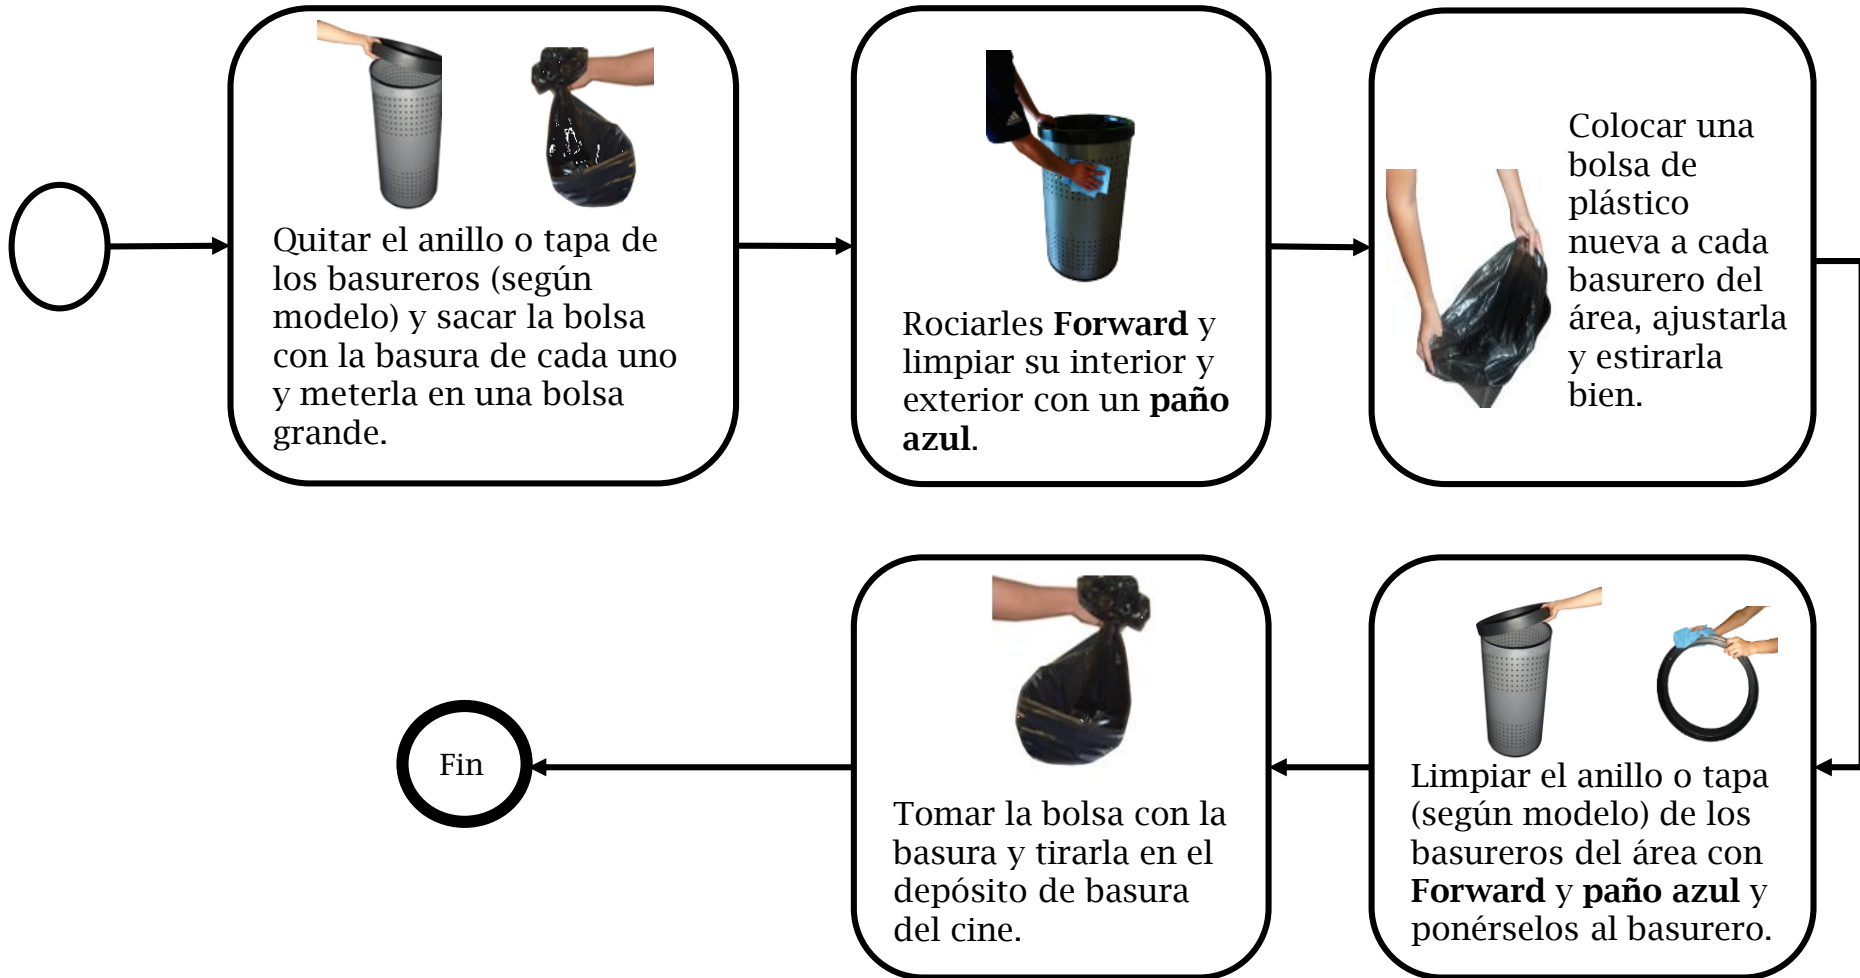 Quitar el anillo o tapa de
los basureros (según
modelo) y sacar la bolsa
con la basura de cada uno
y meterla en una bolsa
grande.
Rociarles Forward y
limpiar su interior y
exterior con un paño
azul.
Colocar una
bolsa de
plástico
nueva a cada
basurero del
área, ajustarla
y estirarla
bien.
Limpiar el anillo o tapa
(según modelo) de los
basureros del área con
Forward y paño azul y
ponérselos al basurero.
Tomar la bolsa con la
basura y tirarla en el
depósito de basura
del cine.
Fin